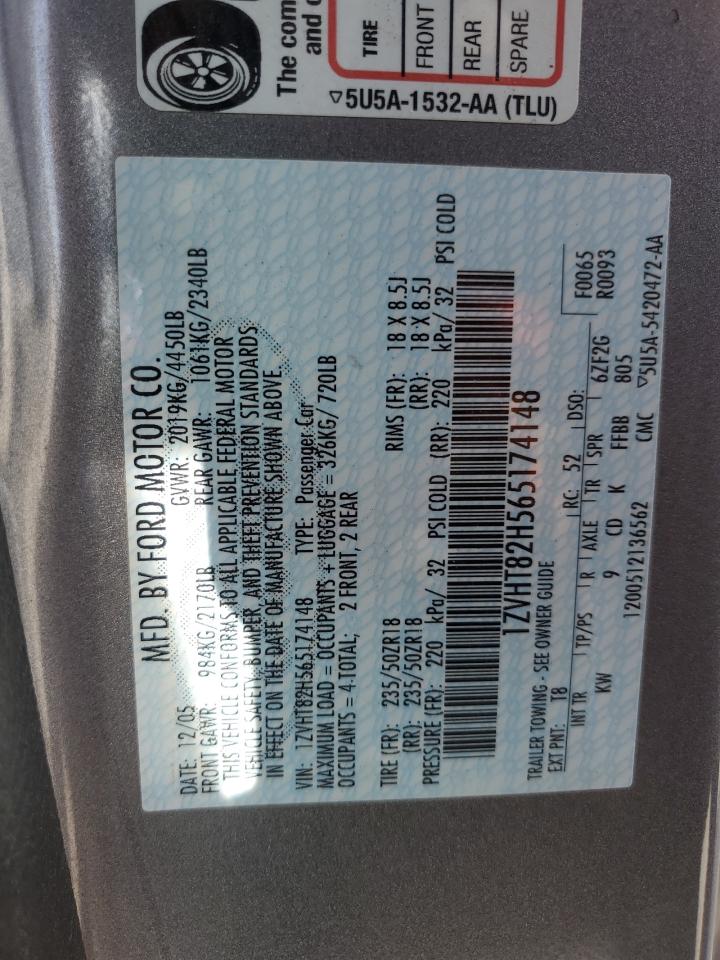 The com
and c
TIRE
FRONT
REAR
SPARE
▽5U5A-1532-AA (TLU)
MFD. BY FORD MOTOR CO.
DATE: 12/05 GVWR: 2019KG/4450LB
FRONT GAWR: 984KG/2170LB REAR GAWR: 1061KG/2340LB
THIS VEHICLE CONFORMS TO ALL APPLICABLE FEDERAL MOTOR
VEHICLE SAFETY, BUMPER, AND THEFT PREVENTION STANDARDS
IN EFFECT ON THE DATE OF MANUFACTURE SHOWN ABOVE.
VIN: 1ZVHT82H565174148 TYPE: Passenger Car
MAXIMUM LOAD = OCCUPANTS + LUGGAGE = 326KG/ 720LB
OCCUPANTS = 4-TOTAL; 2 FRONT, 2 REAR
TIRE (FR): 235/50ZR18 RIMS (FR): 18 X 8.5J
(RR): 235/50ZR18 (RR): 18 X 8.5J
PRESSURE (FR): 220 kPa/ 32 PSI COLD (RR): 220 kPa/ 32 PSI COLD
1ZVHT82H565174148
TRAILER TOWING - SEE OWNER GUIDE
EXT PNT: T8 RC: 52 DSO: F0065
R0093
INT TR TP/PS R AXLE TR SPR 6ZF2G
KW 9 CD K FFBB 805
1200512136562 CMC ▽5U5A-5420472-AA